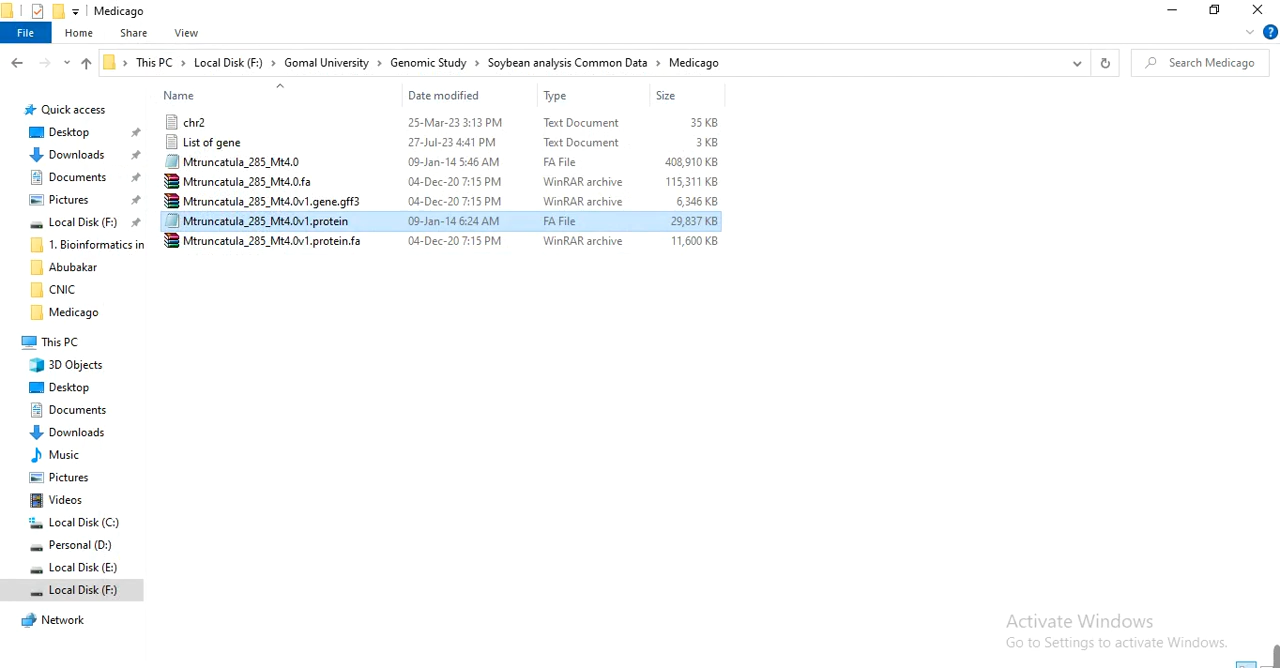 Medicago
File Home Share View
This PC Local Disk (F:) Gomal University Genomic Study Soybean analysis Common Data Medicago
Search Medicago
Name Date modified Type Size
chr2 25-Mar-23 3:13 PM Text Document 35 KB
List of gene 27-Jul-23 4:41 PM Text Document 3 KB
Mtruncatula_285_Mt4.0 09-Jan-14 5:46 AM FA File 408,910 KB
Mtruncatula_285_Mt4.0.fa 04-Dec-20 7:15 PM WinRAR archive 115,311 KB
Mtruncatula_285_Mt4.0v1.gene.gff3 04-Dec-20 7:15 PM WinRAR archive 6,346 KB
Mtruncatula_285_Mt4.0v1.protein 09-Jan-14 6:24 AM FA File 29,837 KB
Mtruncatula_285_Mt4.0v1.protein.fa 04-Dec-20 7:15 PM WinRAR archive 11,600 KB
Quick access
Desktop
Downloads
Documents
Pictures
Local Disk (F:)
1. Bioinformatics in
Abubakar
CNIC
Medicago
This PC
3D Objects
Desktop
Documents
Downloads
Music
Pictures
Videos
Local Disk (C:)
Personal (D:)
Local Disk (E:)
Local Disk (F:)
Network
Activate Windows
Go to Settings to activate Windows.